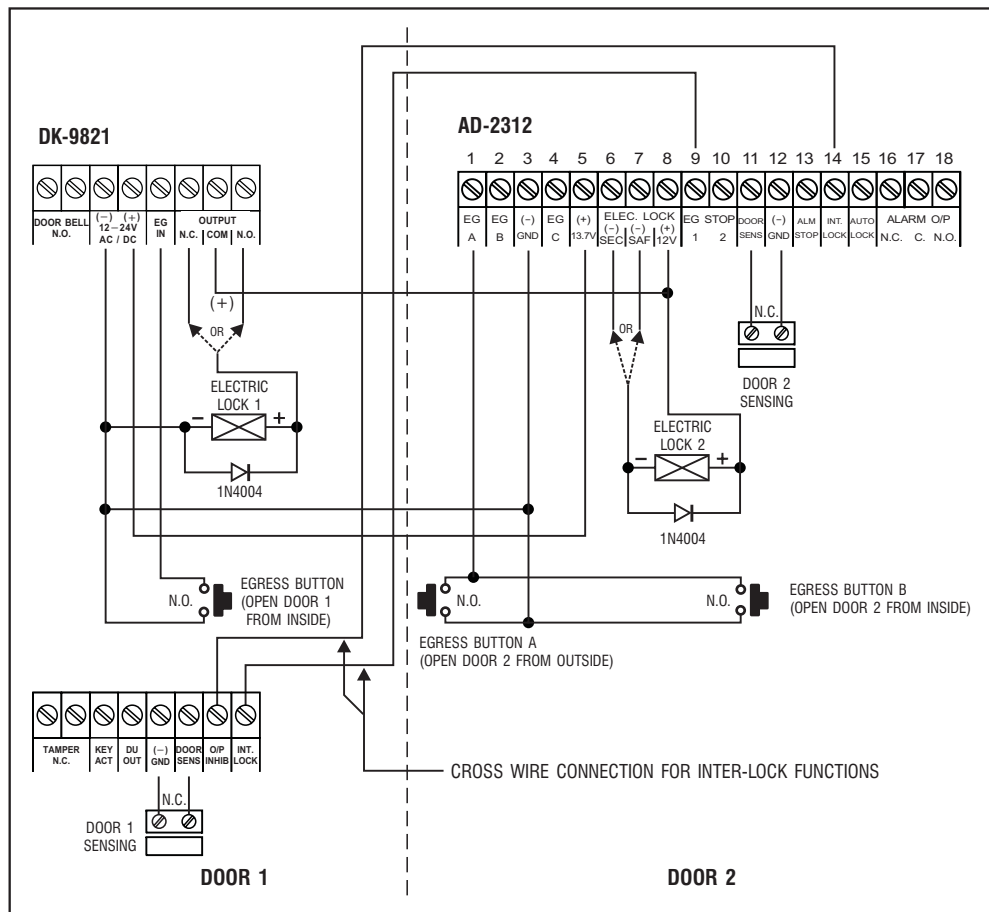 DK-9821
AD-2312
1 2 3 4 5 6 7 8 9 10 11 12 13 14 15 16 17 18
DOOR BELL
N.O.
(−) (+)
12–24V
AC / DC
EG
IN
OUTPUT
N.C. COM N.O.
EG
A
EG
B
(-)
GND
EG
C
(+)
13.7V
ELEC. LOCK
(-)
SEC
(-)
SAF
(+)
12V
EG STOP
1 2
DOOR
SENS
(-)
GND
ALM
STOP
INT.
LOCK
AUTO
LOCK
ALARM O/P
N.C. C. N.O.
(+)
OR
ELECTRIC
LOCK 1
− +
1N4004
OR
ELECTRIC
LOCK 2
− +
1N4004
N.C.
DOOR 2
SENSING
N.O.
EGRESS BUTTON
(OPEN DOOR 1
FROM INSIDE)
N.O.
EGRESS BUTTON A
(OPEN DOOR 2 FROM OUTSIDE)
N.O.
EGRESS BUTTON B
(OPEN DOOR 2 FROM INSIDE)
TAMPER
N.C.
KEY
ACT
DU
OUT
(−)
GND
DOOR
SENS
O/P
INHIB
INT.
LOCK
CROSS WIRE CONNECTION FOR INTER-LOCK FUNCTIONS
N.C.
DOOR 1
SENSING
DOOR 1
DOOR 2